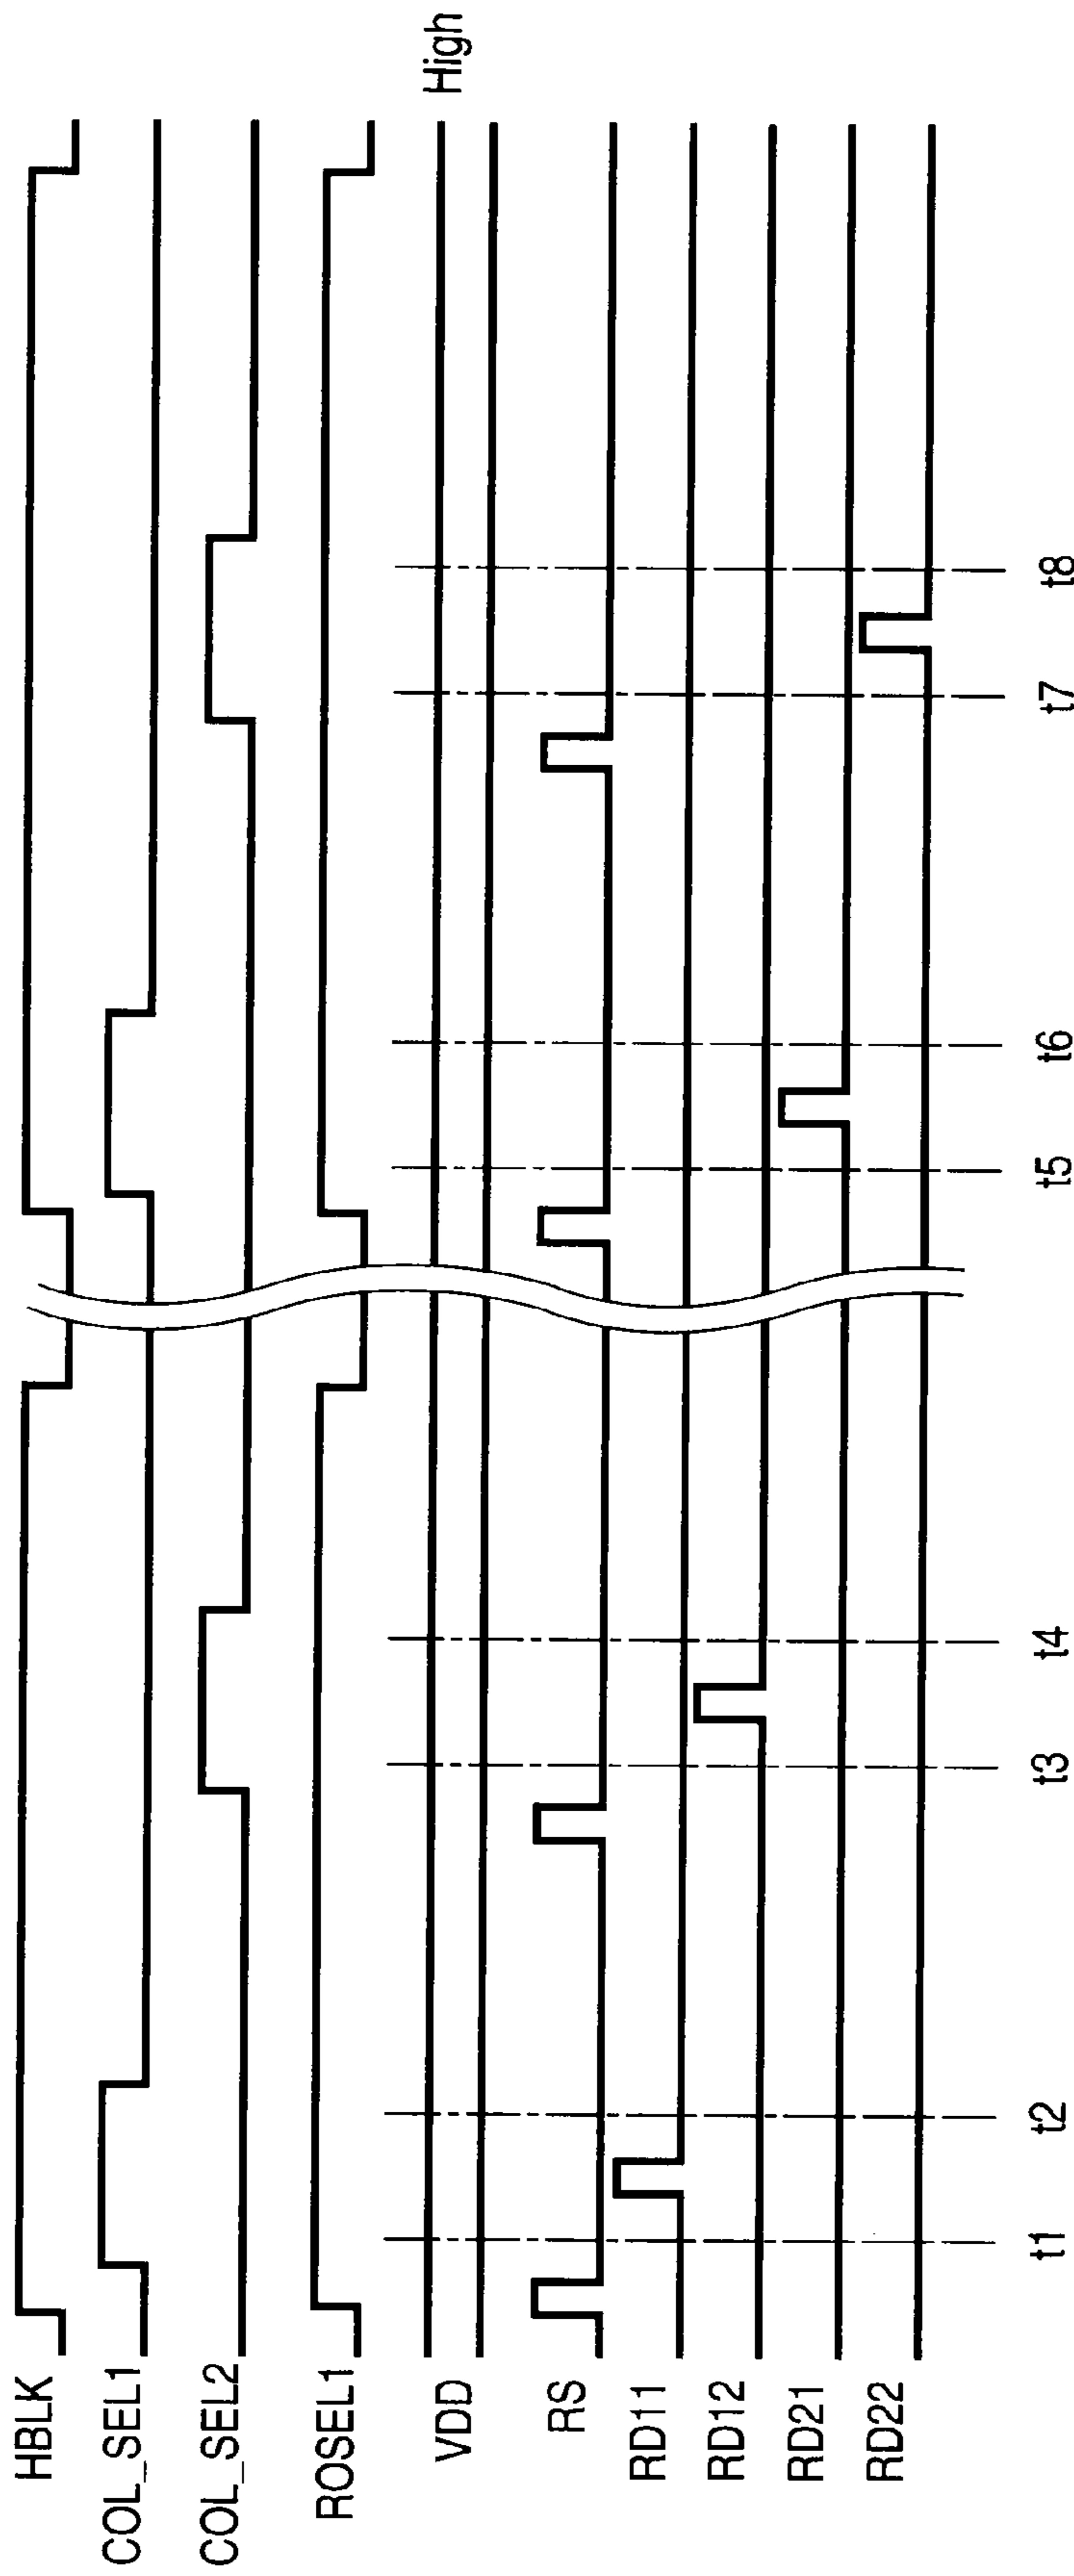 HBLK
COL_SEL1
COL_SEL2
ROSEL1
VDD High
RS
RD11
RD12
RD21
RD22
t1 t2 t3 t4 t5 t6 t7 t8